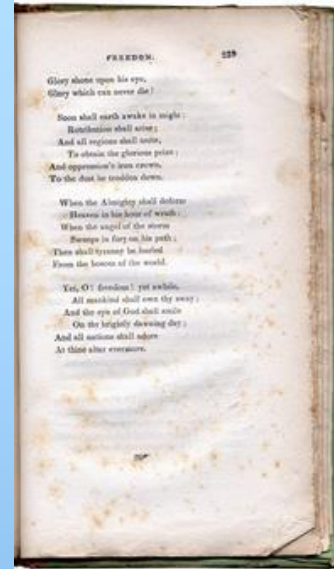 FREEDOM. 239
Glory shone upon his eye,
Glory which can never die!
Soon shall earth awake in might;
Retribution shall arise;
And all regions shall unite,
To obtain the glorious prize;
And oppression's iron crown,
To the dust be trodden down.
When the Almighty shall deform
Heaven in his hour of wrath;
When the angel of the storm
Sweeps in fury on his path;
Then shall tyranny be hurled
From the bosom of the world.
Yet, O! freedom! yet awhile,
All mankind shall own thy sway;
And the eye of God shall smile
On thy brightly dawning day;
And all nations shall adore
At thine altar evermore.